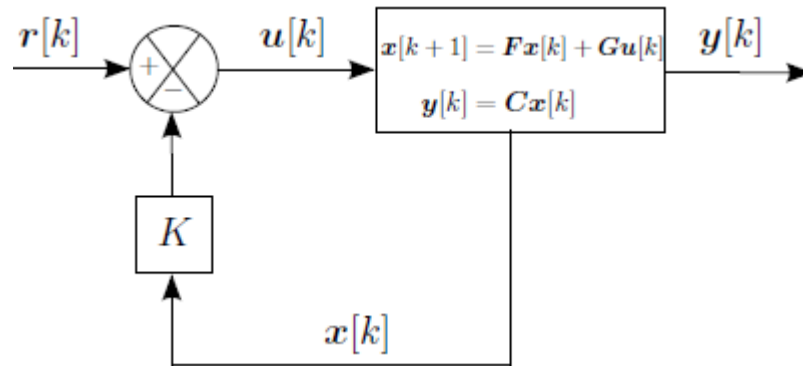 r[k]
u[k]
x[k + 1] = Fx[k] + Gu[k]
y[k] = Cx[k]
y[k]
+
−
K
x[k]